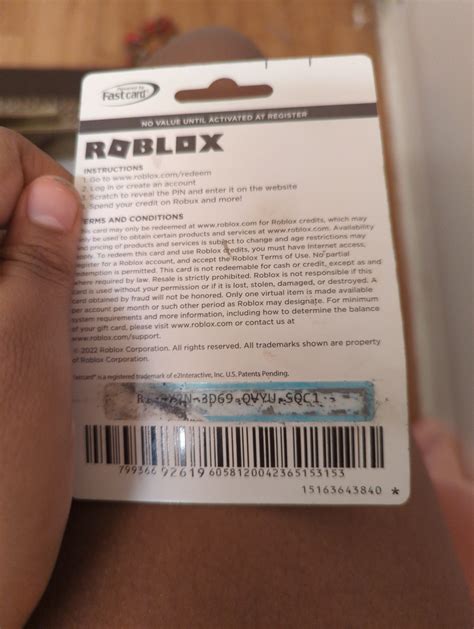 Powered by
Fastcard
NO VALUE UNTIL ACTIVATED AT REGISTER
ROBLOX
INSTRUCTIONS
1. Go to www.roblox.com/redeem
2. Log in or create an account
Scratch to reveal the PIN and enter it on the website
Spend your credit on Robux and more!
ERMS AND CONDITIONS
is card may only be redeemed at www.roblox.com for Roblox credits, which may
ly be used to obtain certain products and services at www.roblox.com. Availability
and pricing of products and services is subject to change and age restrictions may
apply. To redeem this card and use Roblox credits, you must have Internet access,
egister for a Roblox account, and accept the Roblox Terms of Use. No partial
edemption is permitted. This card is not redeemable for cash or credit, except as and
where required by law. Resale is strictly prohibited. Roblox is not responsible if this
card is used without your permission or if it is lost, stolen, damaged, or destroyed. A
card obtained by fraud will not be honored. Only one virtual item is made available
per account per month or such other period as Roblox may designate. For minimum
system requirements and more information, including how to determine the balance
of your gift card, please visit www.roblox.com or contact us at
www.roblox.com/support.
© 2022 Roblox Corporation. All rights reserved. All trademarks shown are property
of Roblox Corporation.
Fastcard® is a registered trademark of e2interactive, Inc. U.S. Patents Pending.
799366 92619 6058120042365153153
15163643840 *